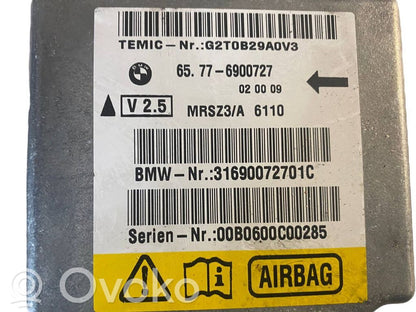 TEMIC-Nr.:G2T0B29A0V3
65. 77-6900727
02 00 09
V 2.5 MRSZ3/A 6110
BMW-Nr.:31690072701C
Serien-Nr.:00B0600C00285
! i AIRBAG
Ovoko